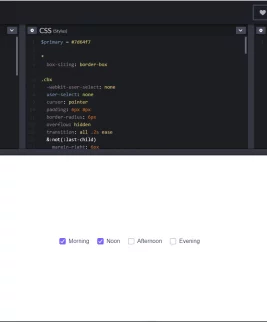 CSS (Stylus)
$primary = #7d64f7
*
box-sizing: border-box
.cbx
-webkit-user-select: none
user-select: none
cursor: pointer
padding: 6px 8px
border-radius: 6px
overflow: hidden
transition: all .2s ease
&:not(:last-child)
margin-right: 6px
Morning
Noon
Afternoon
Evening